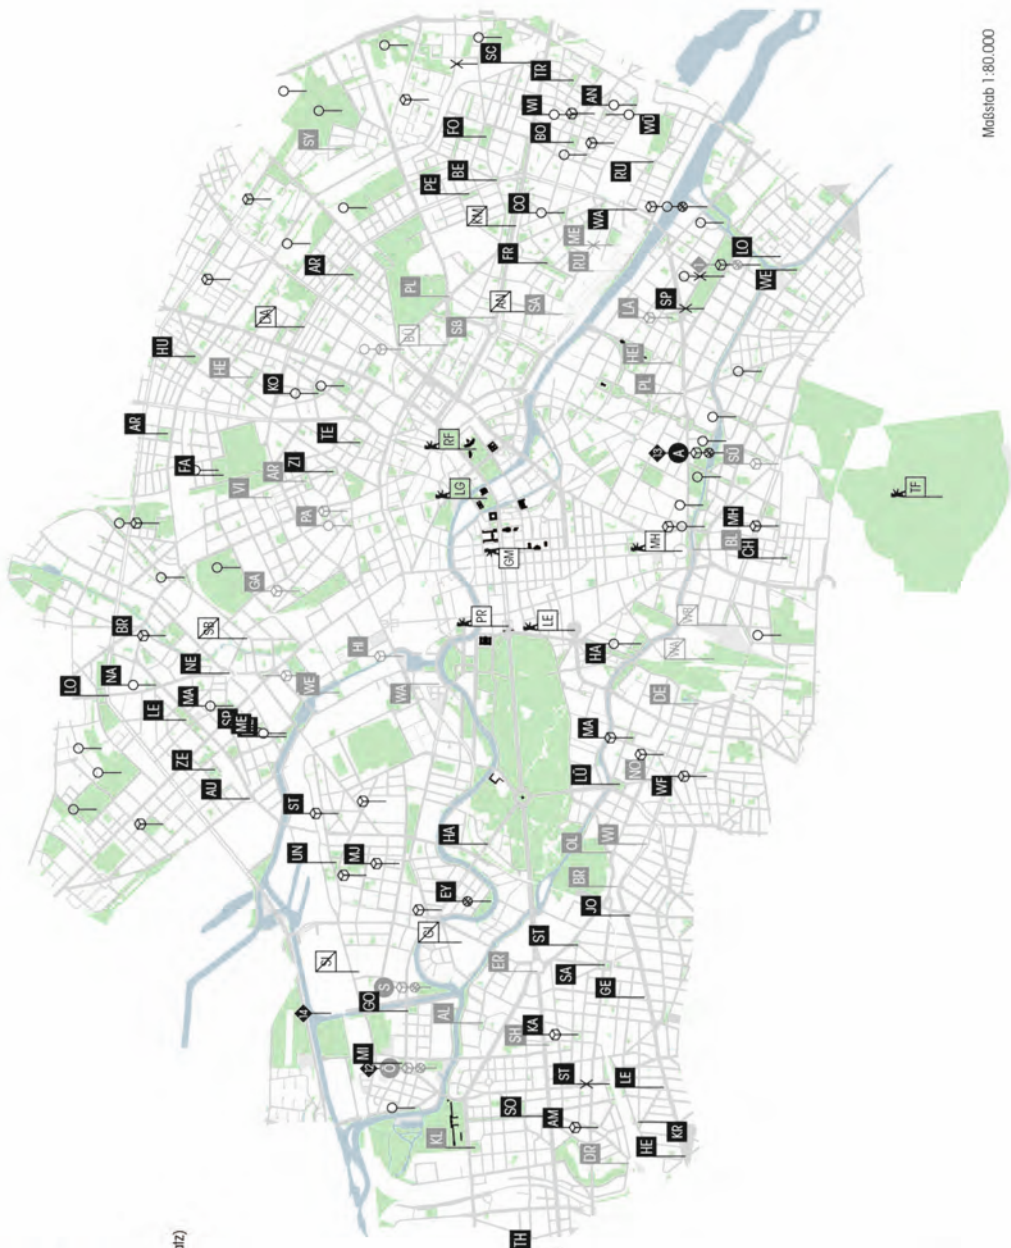 SC
TR
WI
AN
SY
FO
BO
WÜ
PE
BE
RU
CO
WA
ME
FR
RU
AR
PL
SA
LO
WE
SP
LA
SB
HU
HE
HE
KO
PL
AR
TE
RF
FA
VI
AR
ZI
13
A
SU
LG
TF
PA
MH
GM
MH
BL
CH
GA
BR
PR
LE
LO
NA
NE
HI
HA
WE
WA
DE
LE
MA
SP
ME
MA
ZE
NO
AU
LÜ
WF
ST
HA
WI
UN
MJ
OL
EY
BR
JO
ST
ER
SA
GE
S
GO
14
AL
SH
KA
MI
12
O
ST
LE
SO
AM
KL
DR
HE
KR
TH
tz)
Maßstab 1:80.000